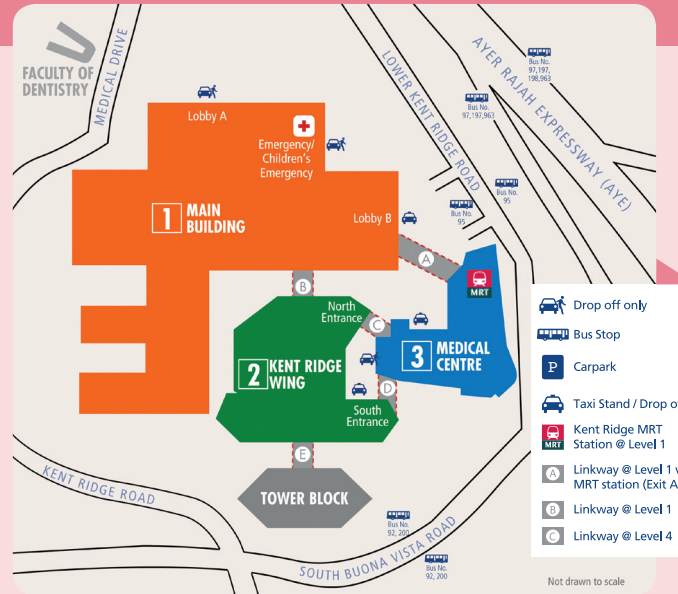 FACULTY OF
DENTISTRY
MEDICAL DRIVE
Lobby A
Emergency/
Children's
Emergency
1 MAIN
BUILDING
Lobby B
LOWER KENT RIDGE ROAD
AYER RAJAH EXPRESSWAY (AYE)
Bus No.
97,197,
198,963
Bus No.
97,197,963
Bus No.
95
Bus No.
95
A
MRT
B
North
Entrance
C
3 MEDICAL
CENTRE
2 KENT RIDGE
WING
D
South
Entrance
E
TOWER BLOCK
KENT RIDGE ROAD
SOUTH BUONA VISTA ROAD
Bus No.
92, 200
Bus No.
92, 200
Drop off only
Bus Stop
P Carpark
Taxi Stand / Drop of
MRT Kent Ridge MRT
Station @ Level 1
A Linkway @ Level 1 v
MRT station (Exit A
B Linkway @ Level 1
C Linkway @ Level 4
Not drawn to scale